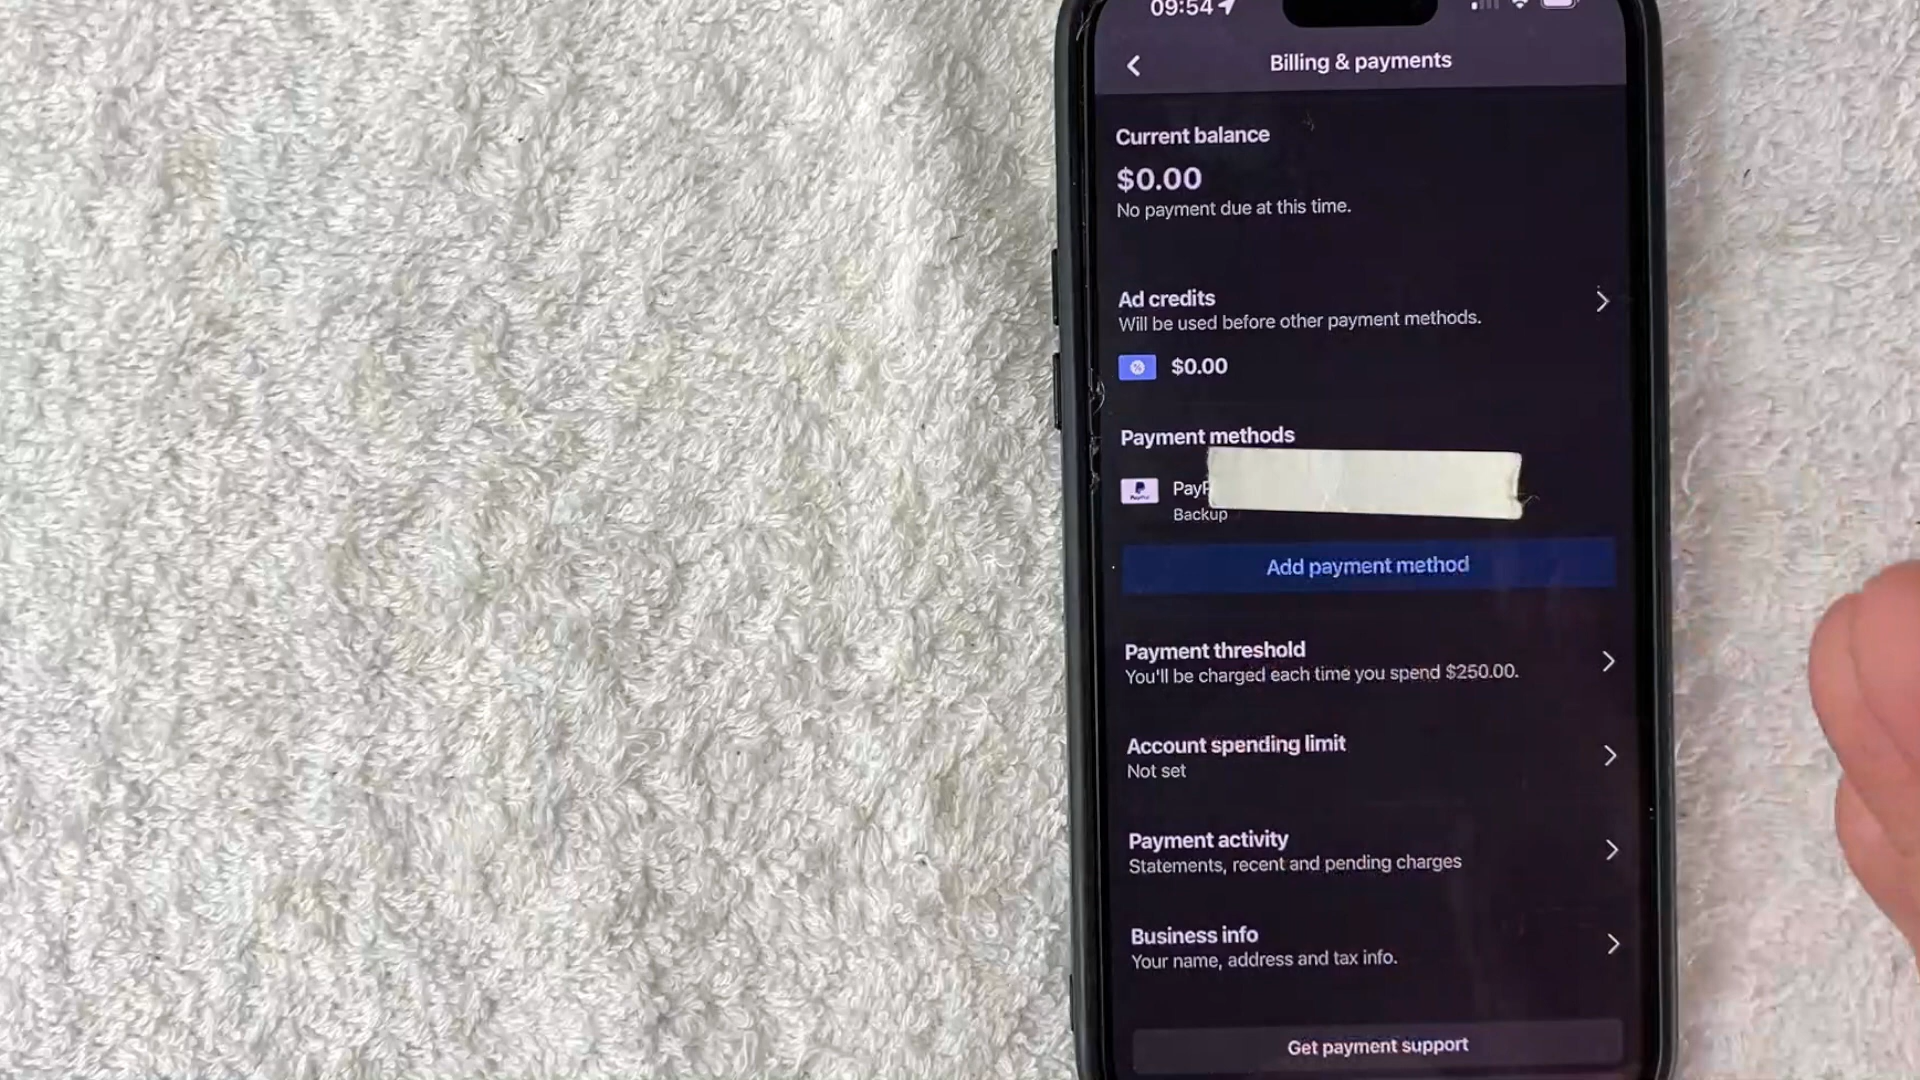 09:54
Billing & payments
Current balance
$0.00
No payment due at this time.
Ad credits
Will be used before other payment methods.
$0.00
Payment methods
Backup
Add payment method
Payment threshold
You'll be charged each time you spend $250.00.
Account spending limit
Not set
Payment activity
Statements, recent and pending charges
Business info
Your name, address and tax info.
Get payment support